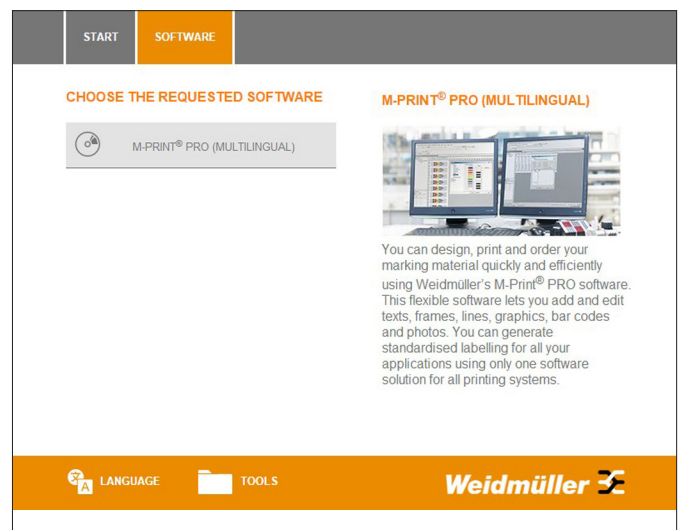 START
SOFTWARE
CHOOSE THE REQUESTED SOFTWARE
M-PRINT® PRO (MULTILINGUAL)
M-PRINT® PRO (MULTILINGUAL)
You can design, print and order your
marking material quickly and efficiently
using Weidmüller's M-Print® PRO software.
This flexible software lets you add and edit
texts, frames, lines, graphics, bar codes
and photos. You can generate
standardised labelling for all your
applications using only one software
solution for all printing systems.
LANGUAGE
TOOLS
Weidmüller